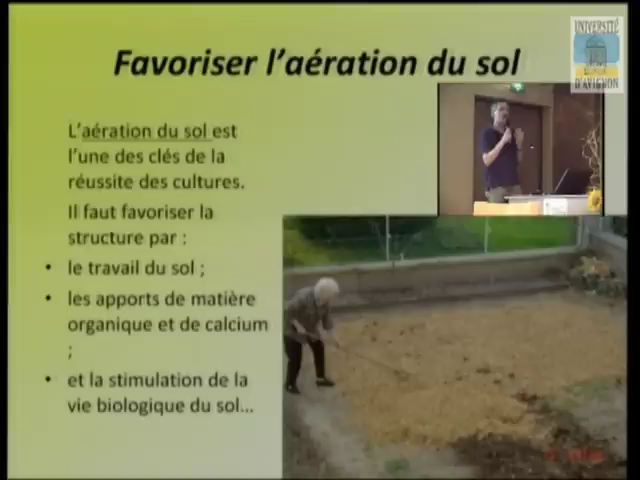 Favoriser l'aération du sol
UNIVERSITÉ
D'AVIGNON
L'aération du sol est
l'une des clés de la
réussite des cultures.
Il faut favoriser la
structure par :
• le travail du sol ;
• les apports de matière
organique et de calcium
;
• et la stimulation de la
vie biologique du sol...